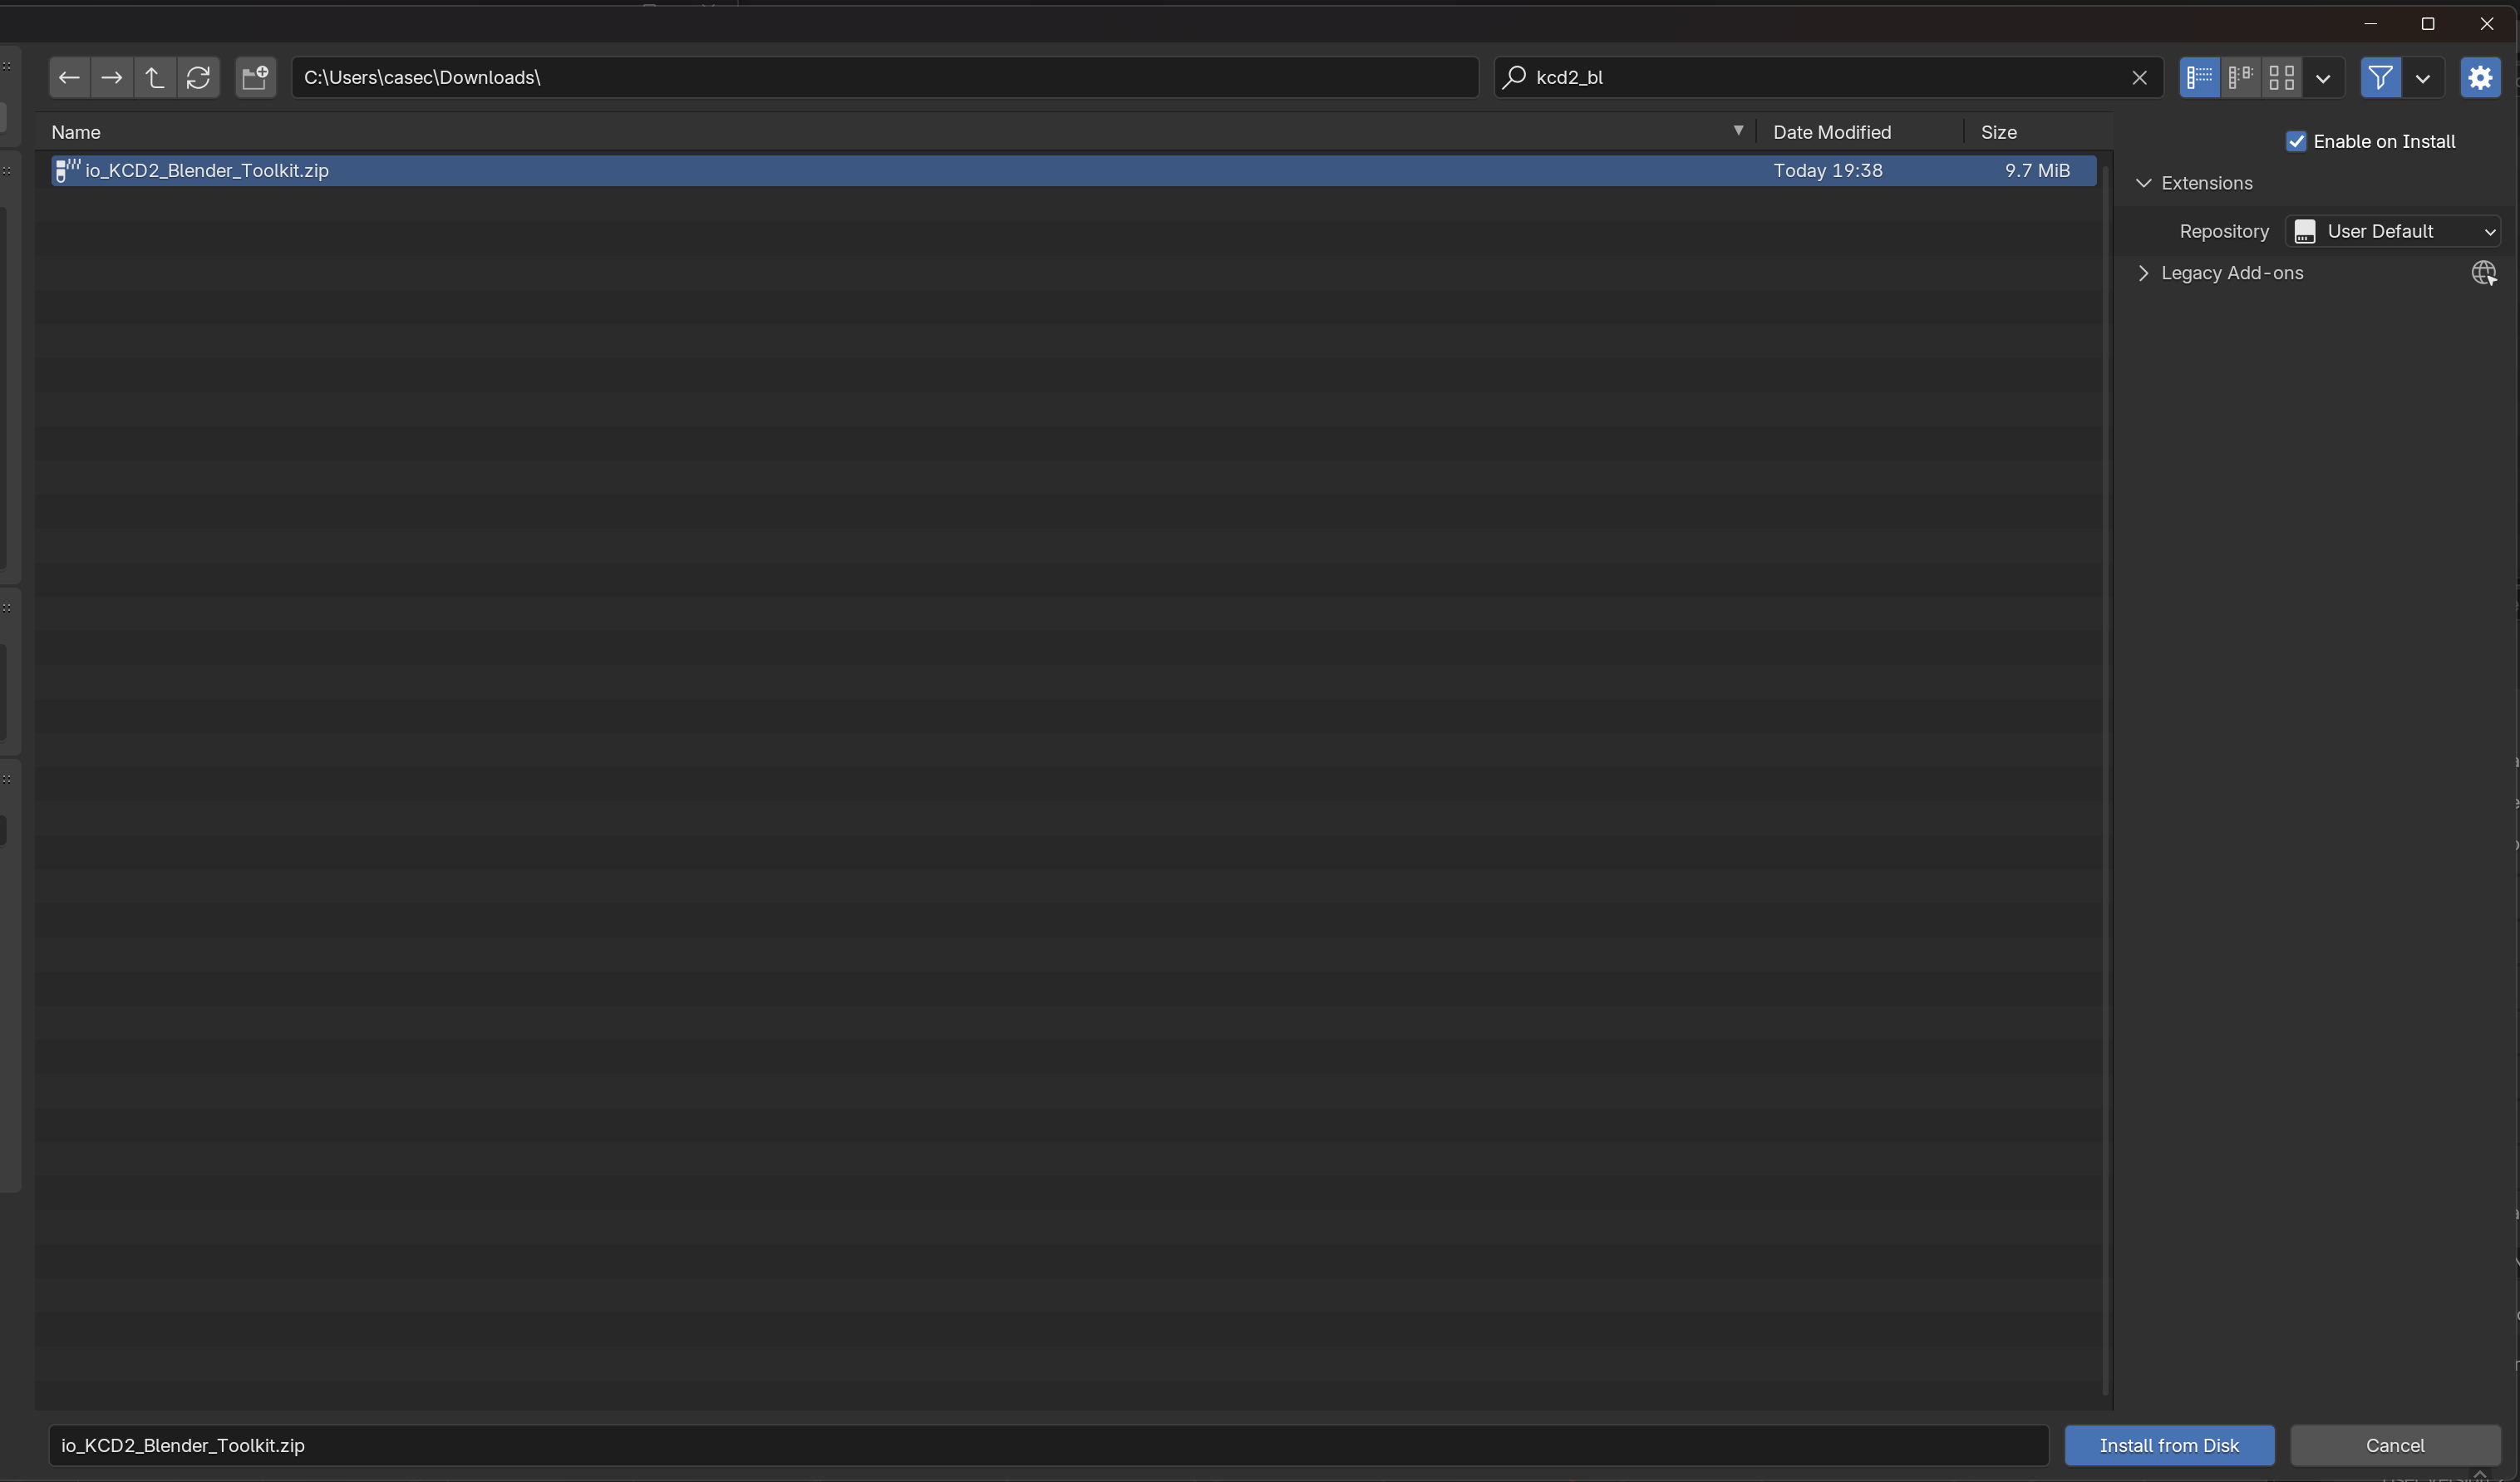 C:\Users\casec\Downloads\
kcd2_bl
Name
Date Modified
Size
Enable on Install
io_KCD2_Blender_Toolkit.zip
Today 19:38
9.7 MiB
Extensions
Repository
User Default
Legacy Add-ons
io_KCD2_Blender_Toolkit.zip
Install from Disk
Cancel